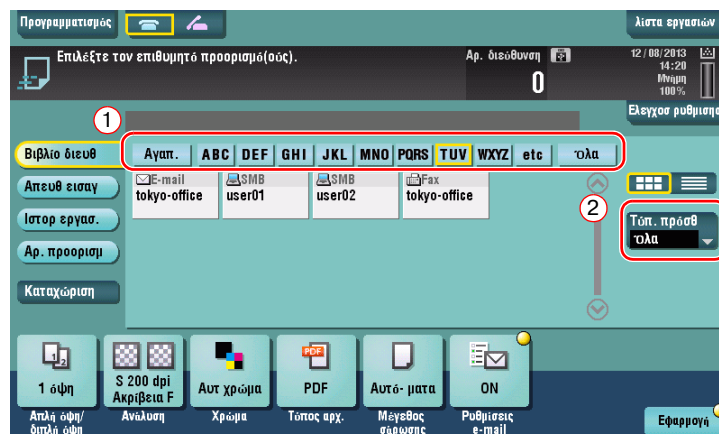 Προγραμματισμός
λίστα εργασιών
Επιλέξτε τον επιθυμητό προορισμό(ούς).
Αρ. διεύθυνση
0
12/08/2013
14:20
Μνήμη
100%
Ελεγχος ρυθμιση
1
Βιβλίο διευθ
Αγαπ. ABC DEF GHI JKL MNO PQRS TUV WXYZ etc Όλα
Απευθ εισαγ
E-mail
tokyo-office
SMB
user01
SMB
user02
Fax
tokyo-office
2
Ιστορ εργασ.
Τύπ. πρόσθ
Όλα
Αρ. προορισμ
Καταχώριση
1 2
1 όψη
S 200 dpi
Ακρίβεια F
Αυτ χρώμα
PDF
PDF
Αυτό- ματα
ON
Απλή όψη/
διπλή όψη
Ανάλυση
Χρώμα
Τύπος αρχ.
Μέγεθος
σάρωσης
Ρυθμίσεις
e-mail
Εφαρμογή